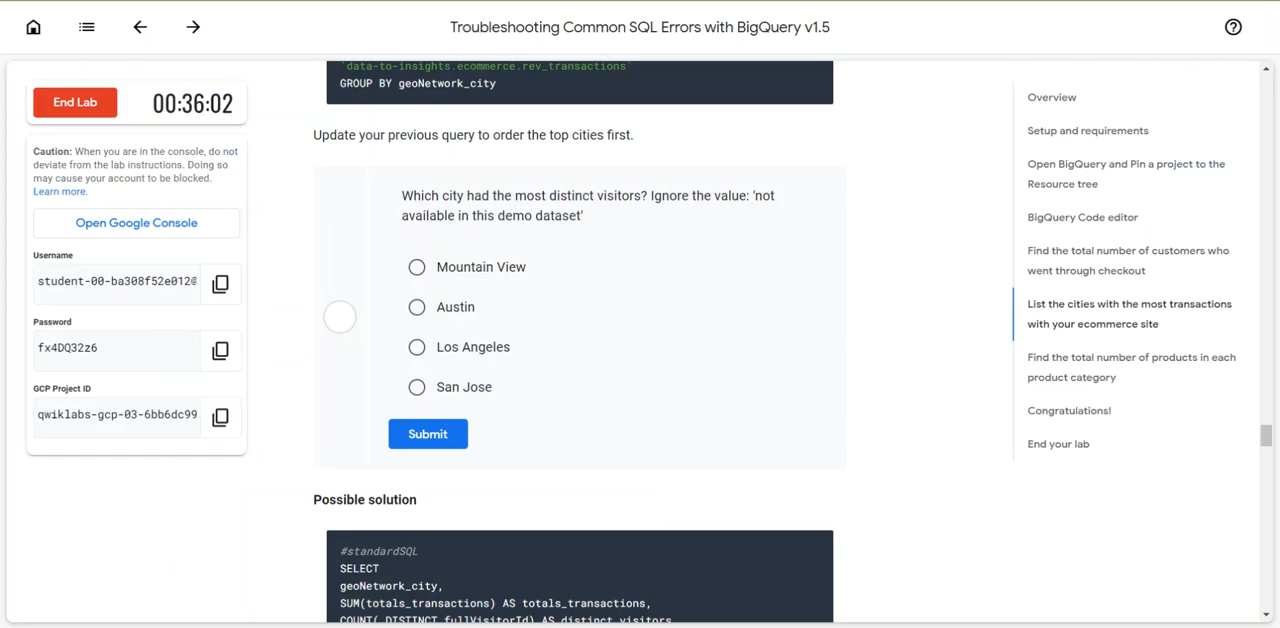 Troubleshooting Common SQL Errors with BigQuery v1.5
End Lab
00:36:02
Caution: When you are in the console, do not
deviate from the lab instructions. Doing so
may cause your account to be blocked.
Learn more.
Open Google Console
Username
student-00-ba308f52e012@
Password
fx4DQ32z6
GCP Project ID
qwiklabs-gcp-03-6bb6dc99
`data-to-insights.ecommerce.rev_transactions`
GROUP BY geoNetwork_city
Update your previous query to order the top cities first.
Which city had the most distinct visitors? Ignore the value: 'not
available in this demo dataset'
Mountain View
Austin
Los Angeles
San Jose
Submit
Possible solution
#standardSQL
SELECT
geoNetwork_city,
SUM(totals_transactions) AS totals_transactions,
COUNT( DISTINCT fullVisitorId) AS distinct_visitors
Overview
Setup and requirements
Open BigQuery and Pin a project to the
Resource tree
BigQuery Code editor
Find the total number of customers who
went through checkout
List the cities with the most transactions
with your ecommerce site
Find the total number of products in each
product category
Congratulations!
End your lab